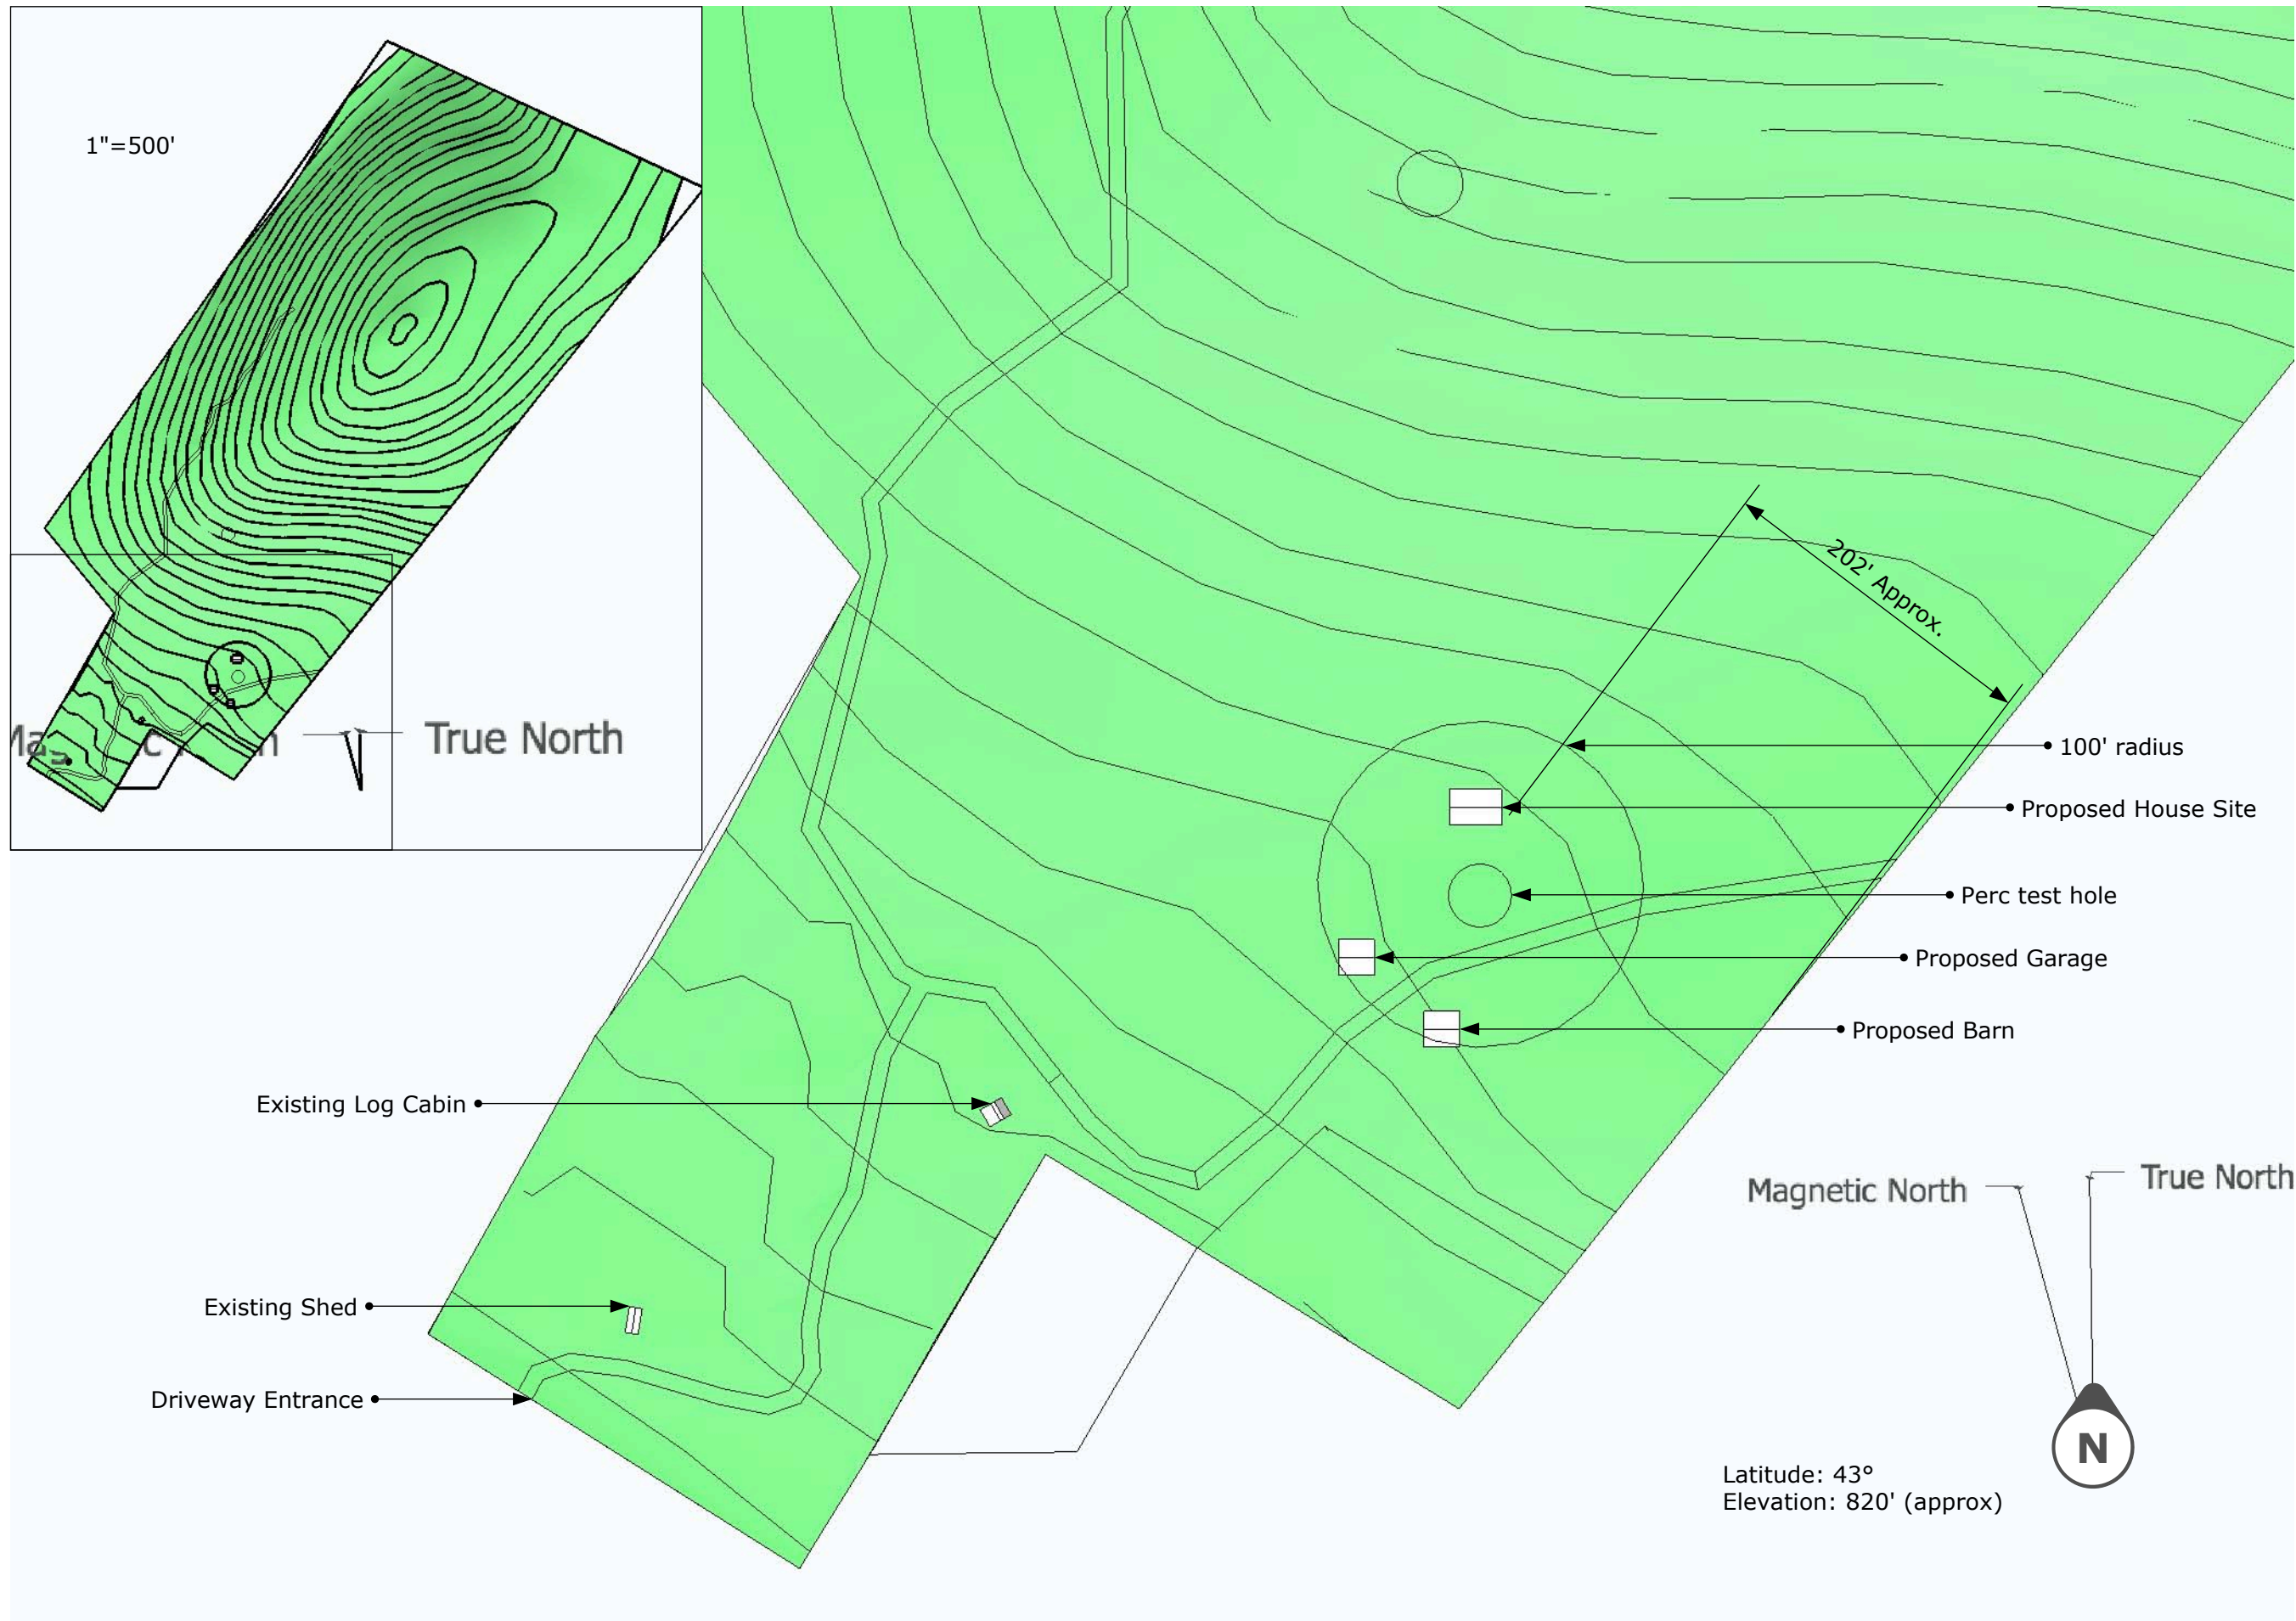 1"=500'
True North
202' Approx.
100' radius
Proposed House Site
Perc test hole
Proposed Garage
Proposed Barn
Existing Log Cabin
Magnetic North
True North
Existing Shed
Driveway Entrance
N
Latitude: 43°
Elevation: 820' (approx)